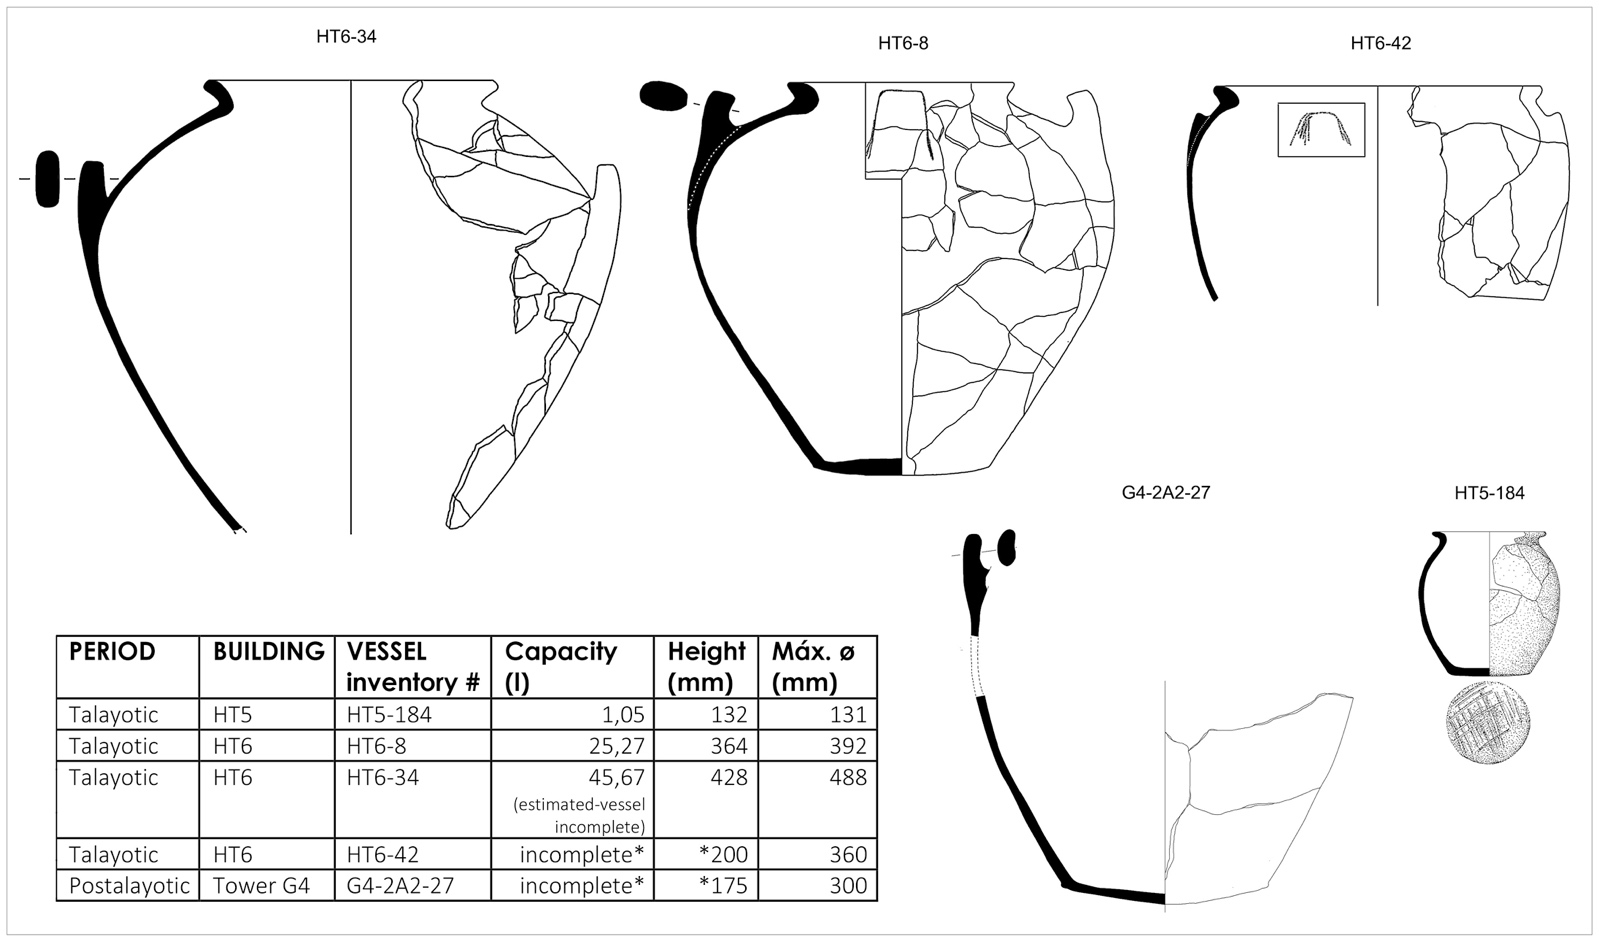 HT6-34
HT6-8
HT6-42
G4-2A2-27
HT5-184
PERIOD BUILDING VESSEL inventory # Capacity (l) Height (mm) Máx. ø (mm)
Talayotic HT5 HT5-184 1,05 132 131
Talayotic HT6 HT6-8 25,27 364 392
Talayotic HT6 HT6-34 45,67 428 488
(estimated-vessel
incomplete)
Talayotic HT6 HT6-42 incomplete* *200 360
Postalayotic Tower G4 G4-2A2-27 incomplete* *175 300